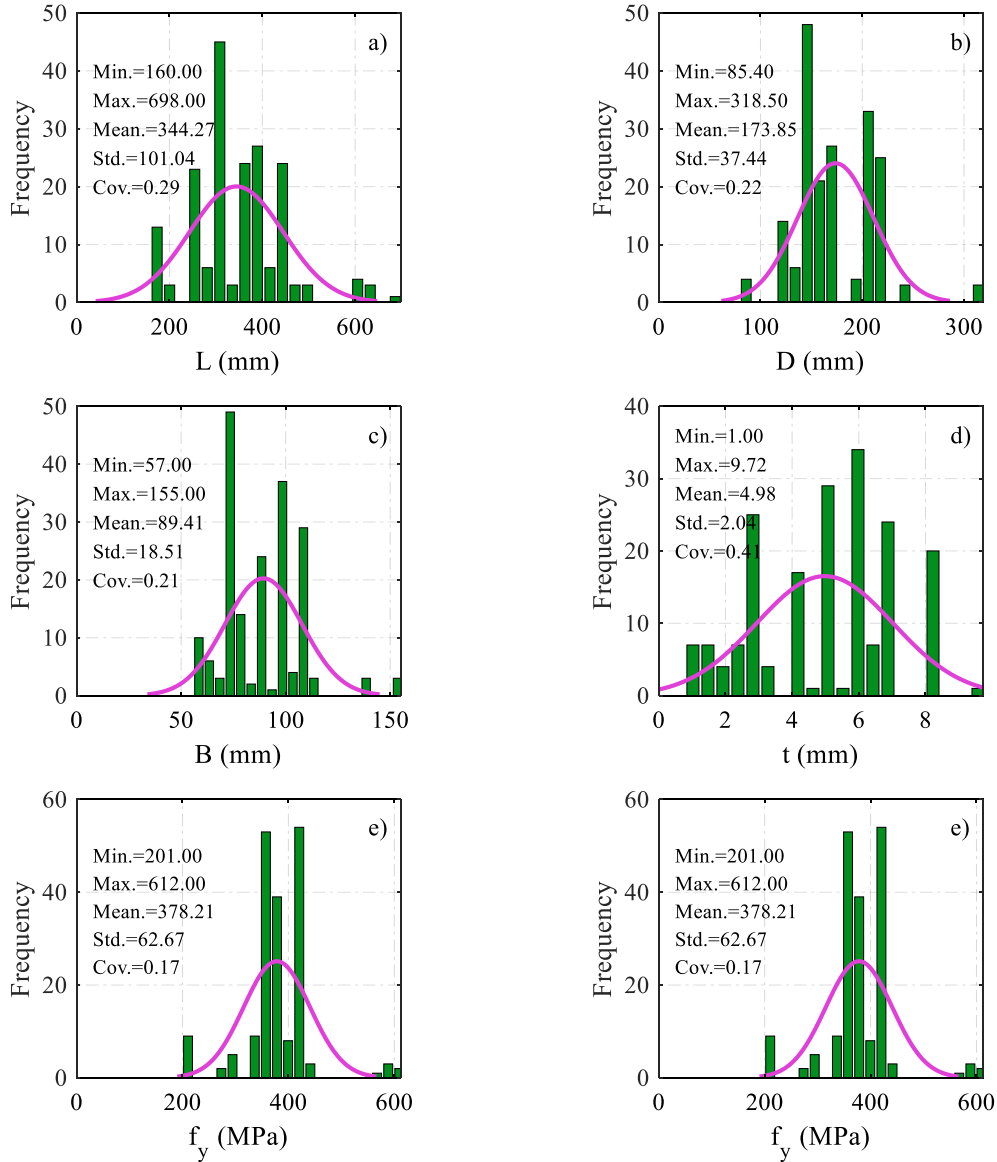 50
40
30
20
10
0
Frequency
a)
Min.=160.00
Max.=698.00
Mean.=344.27
Std.=101.04
Cov.=0.29
0 200 400 600
L (mm)
50
40
30
20
10
0
Frequency
b)
Min.=85.40
Max.=318.50
Mean.=173.85
Std.=37.44
Cov.=0.22
0 100 200 300
D (mm)
50
40
30
20
10
0
Frequency
c)
Min.=57.00
Max.=155.00
Mean.=89.41
Std.=18.51
Cov.=0.21
0 50 100 150
B (mm)
40
30
20
10
0
Frequency
d)
Min.=1.00
Max.=9.72
Mean.=4.98
Std.=2.04
Cov.=0.41
0 2 4 6 8
t (mm)
60
40
20
0
Frequency
e)
Min.=201.00
Max.=612.00
Mean.=378.21
Std.=62.67
Cov.=0.17
0 200 400 600
f_y (MPa)
60
40
20
0
Frequency
e)
Min.=201.00
Max.=612.00
Mean.=378.21
Std.=62.67
Cov.=0.17
0 200 400 600
f_y (MPa)